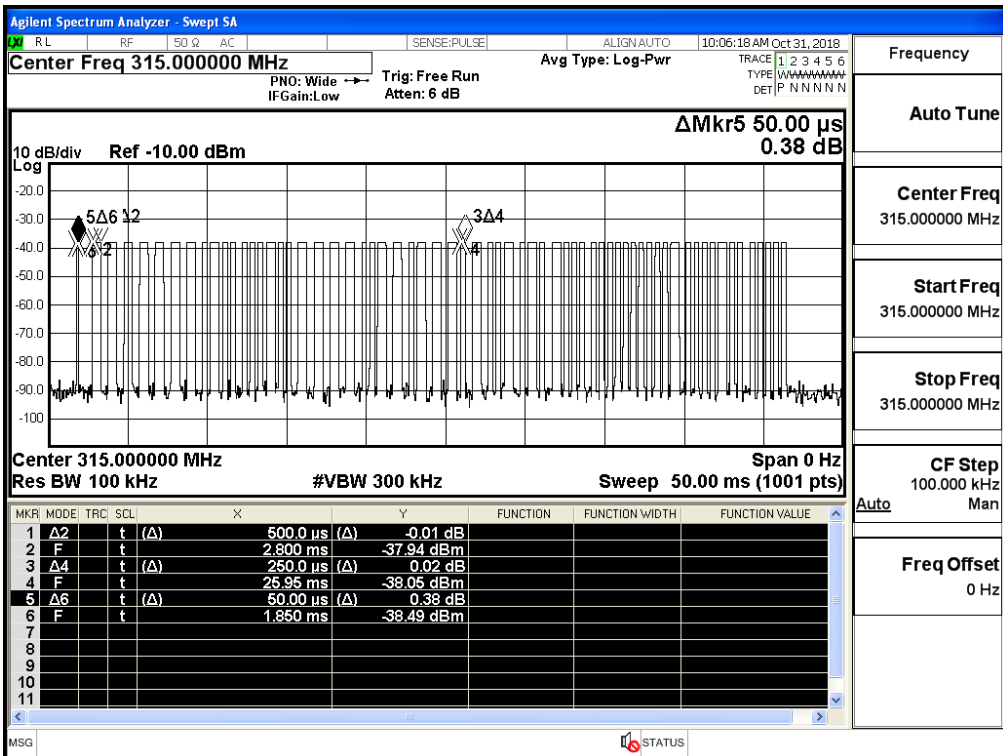 Agilent Spectrum Analyzer - Swept SA
LXI RL RF 50 Ω AC SENSE:PULSE ALIGN AUTO 10:06:18 AM Oct 31, 2018
Center Freq 315.000000 MHz
PNO: Wide
IFGain:Low
Trig: Free Run
Atten: 6 dB
Avg Type: Log-Pwr
TRACE 1 2 3 4 5 6
TYPE
DET P N N N N N
ΔMkr5 50.00 µs
0.38 dB
10 dB/div Ref -10.00 dBm
Log
-20.0
-30.0
-40.0
-50.0
-60.0
-70.0
-80.0
-90.0
-100
5Δ6 Δ2
3Δ4
6 2
4
Center 315.000000 MHz Span 0 Hz
Res BW 100 kHz #VBW 300 kHz Sweep 50.00 ms (1001 pts)
MKR MODE TRC SCL X Y FUNCTION FUNCTION WIDTH FUNCTION VALUE
1 Δ2 t (Δ) 500.0 µs (Δ) -0.01 dB
2 F t 2.800 ms -37.94 dBm
3 Δ4 t (Δ) 250.0 µs (Δ) 0.02 dB
4 F t 25.95 ms -38.05 dBm
5 Δ6 t (Δ) 50.00 µs (Δ) 0.38 dB
6 F t 1.850 ms -38.49 dBm
7
8
9
10
11
MSG STATUS
Frequency
Auto Tune
Center Freq
315.000000 MHz
Start Freq
315.000000 MHz
Stop Freq
315.000000 MHz
CF Step
100.000 kHz
Auto Man
Freq Offset
0 Hz